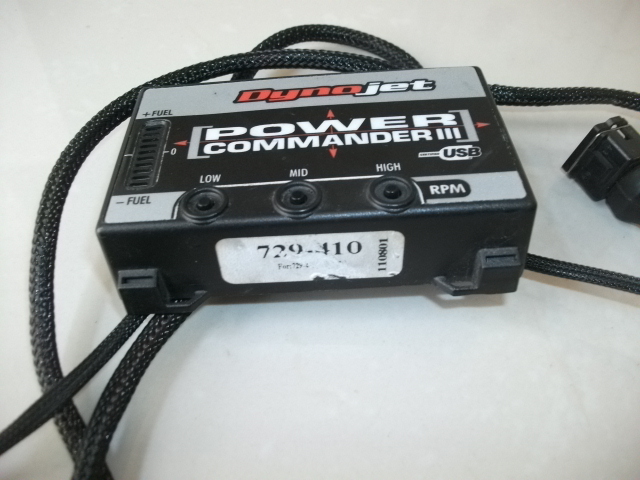 Dynojet
+ FUEL
POWER
0
COMMANDER III
USB
LOW
MID
HIGH
RPM
− FUEL
729-410
110801